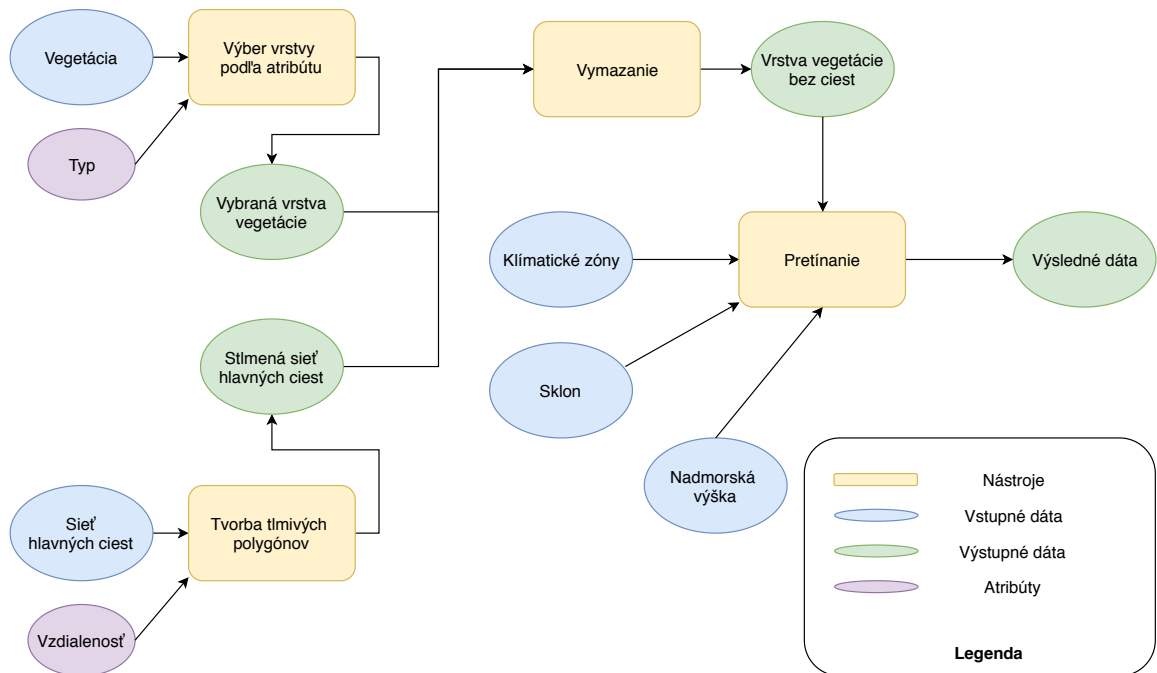 Vegetácia
Výber vrstvy
podľa atribútu
Vymazanie
Vrstva vegetácie
bez ciest
Typ
Vybraná vrstva
vegetácie
Klímatické zóny
Pretínanie
Výsledné dáta
Stlmená sieť
hlavných ciest
Sklon
Nadmorská
výška
Sieť
hlavných ciest
Tvorba tlmivých
polygónov
Vzdialenosť
Nástroje
Vstupné dáta
Výstupné dáta
Atribúty
Legenda